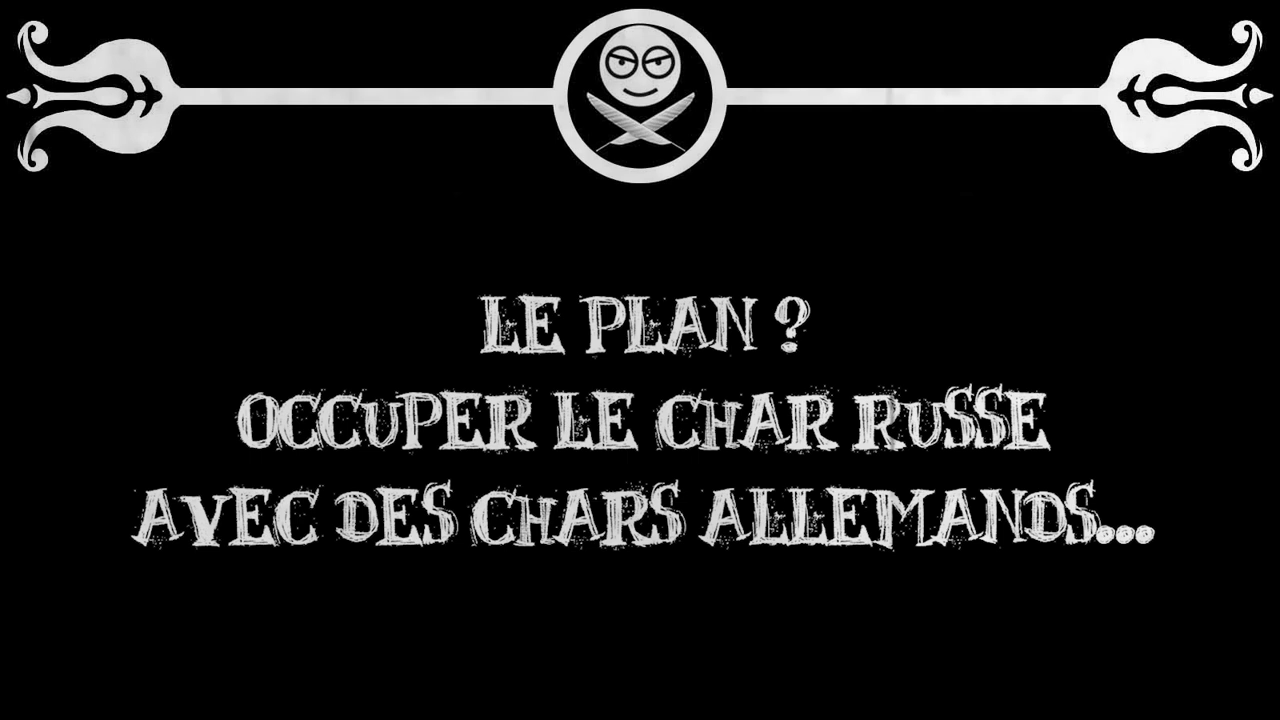 LE PLAN ?
OCCUPER LE CHAR RUSSE
AVEC DES CHARS ALLEMANDS...